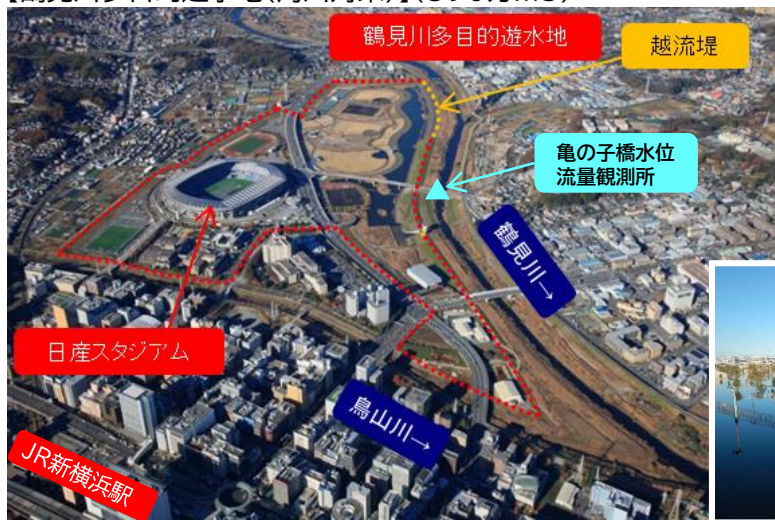 鶴見川多目的遊水地
越流堤
亀の子橋水位
流量観測所
鶴見川→
日産スタジアム
鳥山川→
JR新横浜駅